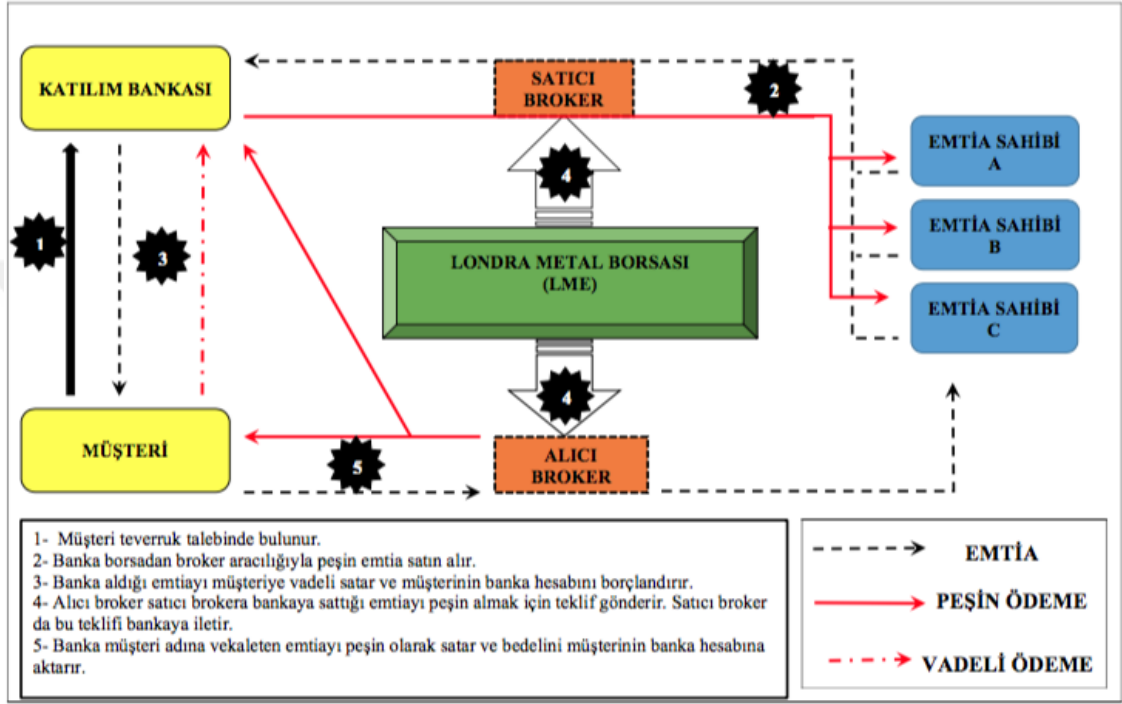 KATILIM BANKASI
SATICI
BROKER
2
EMTİA SAHİBİ
A
4
1
3
EMTİA SAHİBİ
B
LONDRA METAL BORSASI
(LME)
EMTİA SAHİBİ
C
4
MÜŞTERİ
5
ALICI
BROKER
1- Müşteri teverruk talebinde bulunur.
2- Banka borsadan broker aracılığıyla peşin emtia satın alır.
3- Banka aldığı emtiayı müşteriye vadeli satar ve müşterinin banka hesabını borçlandırır.
4- Alıcı broker satıcı brokera bankaya sattığı emtiayı peşin almak için teklif gönderir. Satıcı broker
da bu teklifi bankaya iletir.
5- Banka müşteri adına vekaleten emtiayı peşin olarak satar ve bedelini müşterinin banka hesabına
aktarır.
EMTİA
PEŞİN ÖDEME
VADELİ ÖDEME